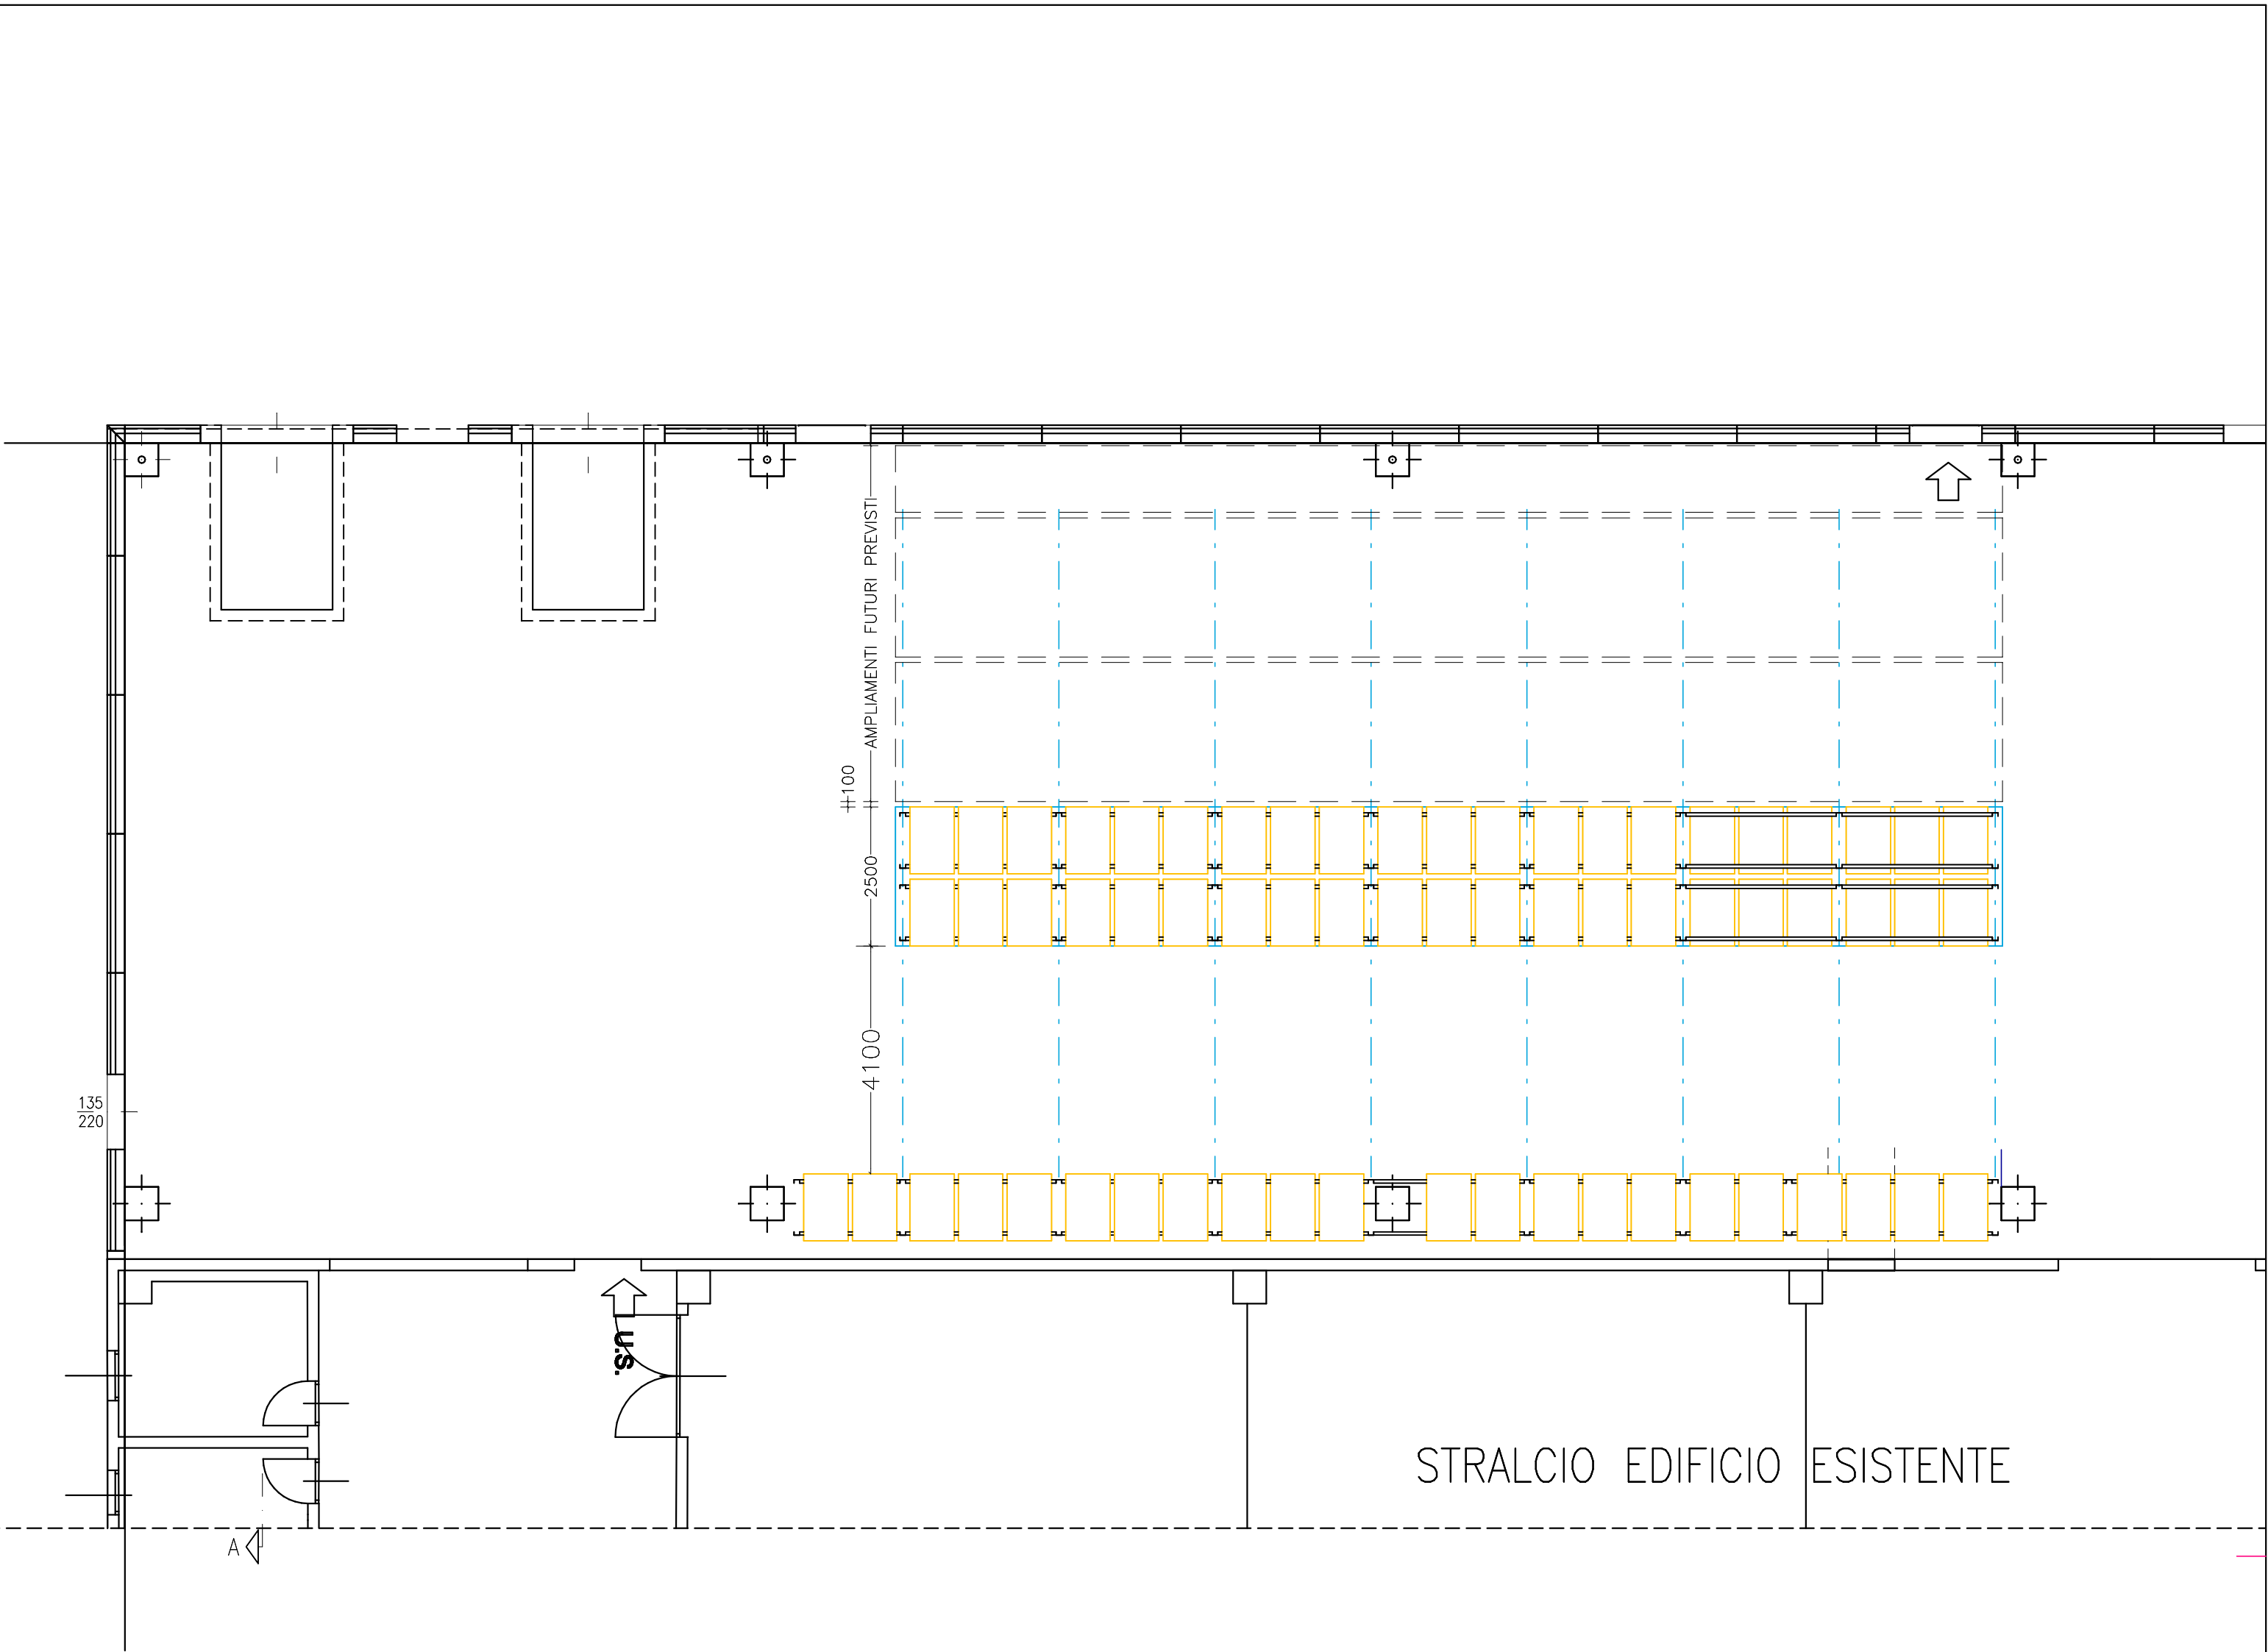 AMPLIAMENTI FUTURI PREVISTI
100
2500
4100
135
220
U.S.
STRALCIO EDIFICIO ESISTENTE
A